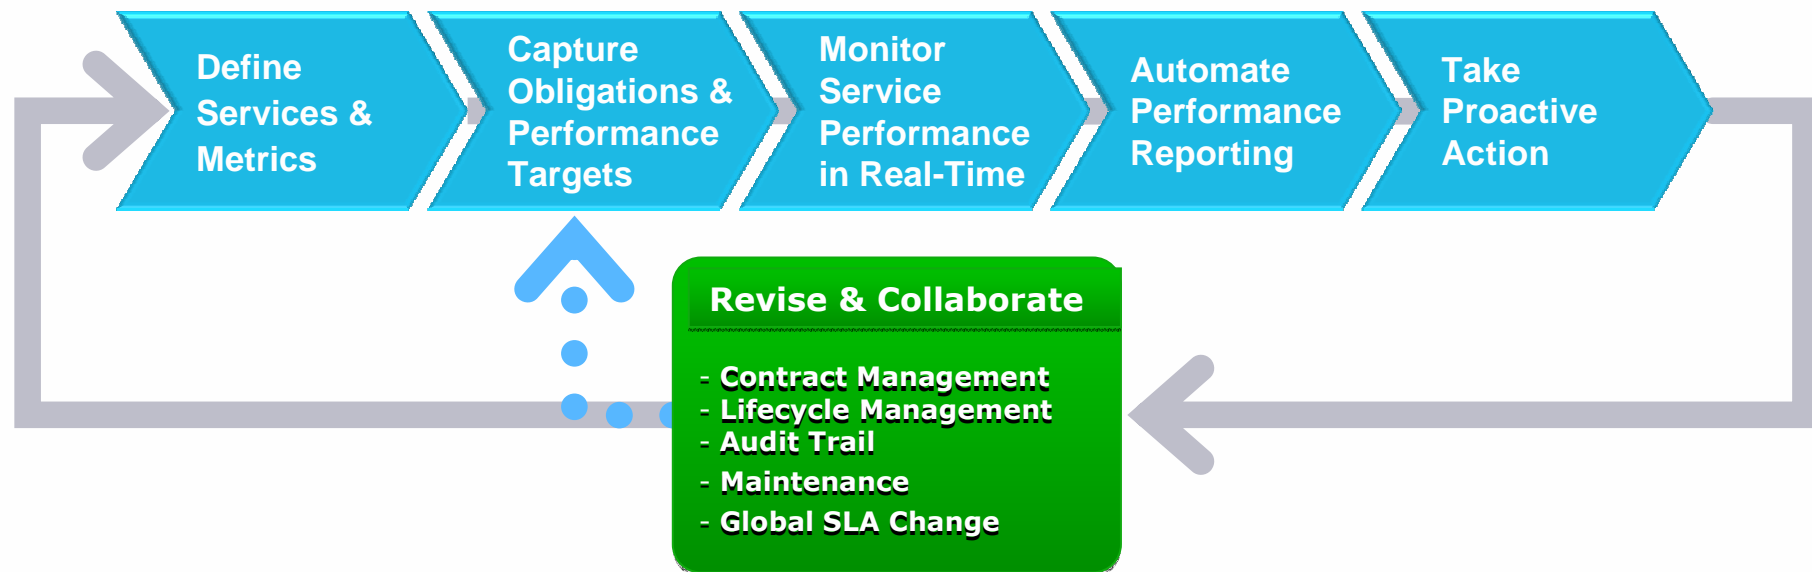 Define
Services &
Metrics
Capture
Obligations &
Performance
Targets
Monitor
Service
Performance
in Real-Time
Automate
Performance
Reporting
Take
Proactive
Action
Revise & Collaborate
- Contract Management
- Lifecycle Management
- Audit Trail
- Maintenance
- Global SLA Change